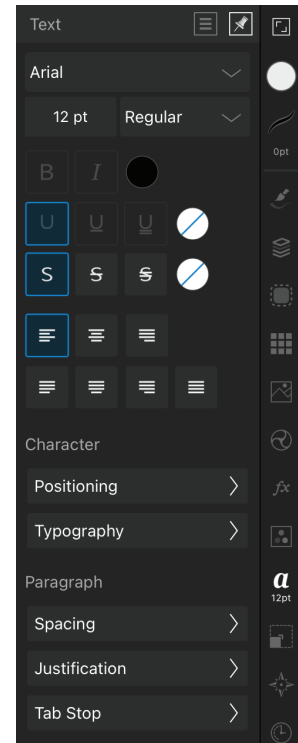 Text
Arial
12 pt Regular
B I
U U U
S S S
Character
Positioning
Typography
Paragraph
Spacing
Justification
Tab Stop
0pt
fx
a
12pt